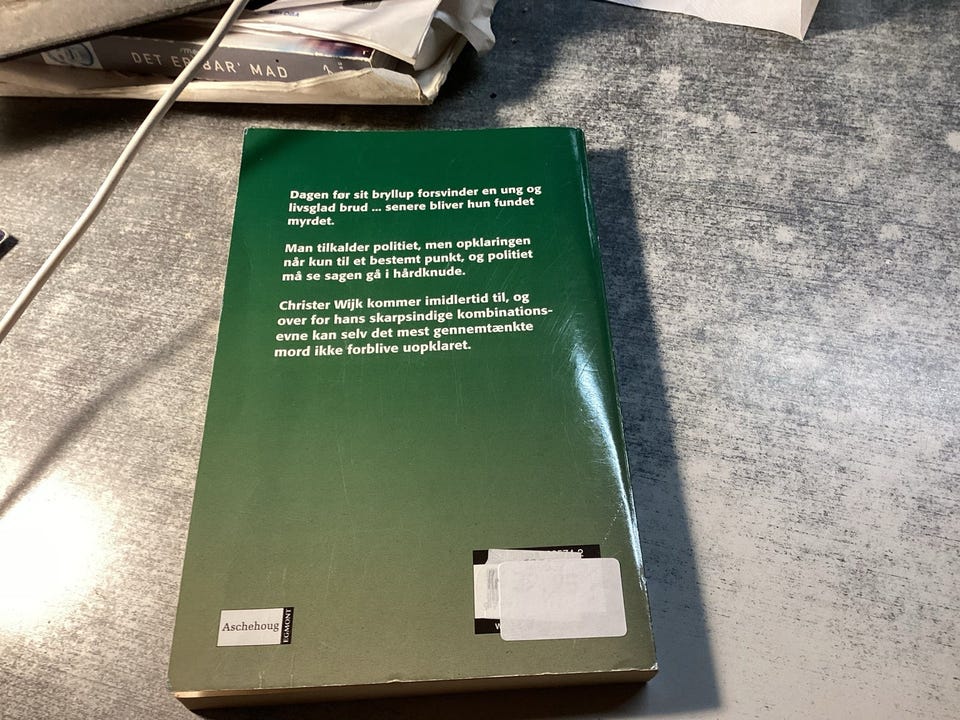 DET ER BAR' MAD
Dagen før sit bryllup forsvinder en ung og
livsglad brud ... senere bliver hun fundet
myrdet.
Man tilkalder politiet, men opklaringen
når kun til et bestemt punkt, og politiet
må se sagen gå i hårdknude.
Christer Wijk kommer imidlertid til, og
over for hans skarpsindige kombinations-
evne kan selv det mest gennemtænkte
mord ikke forblive uopklaret.
Aschehoug
EGMONT